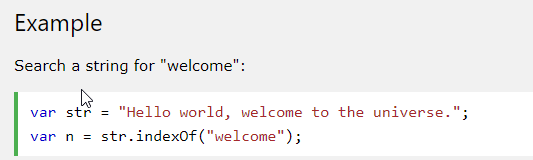 Example
Search a string for "welcome":
var str = "Hello world, welcome to the universe.";
var n = str.indexOf("welcome");